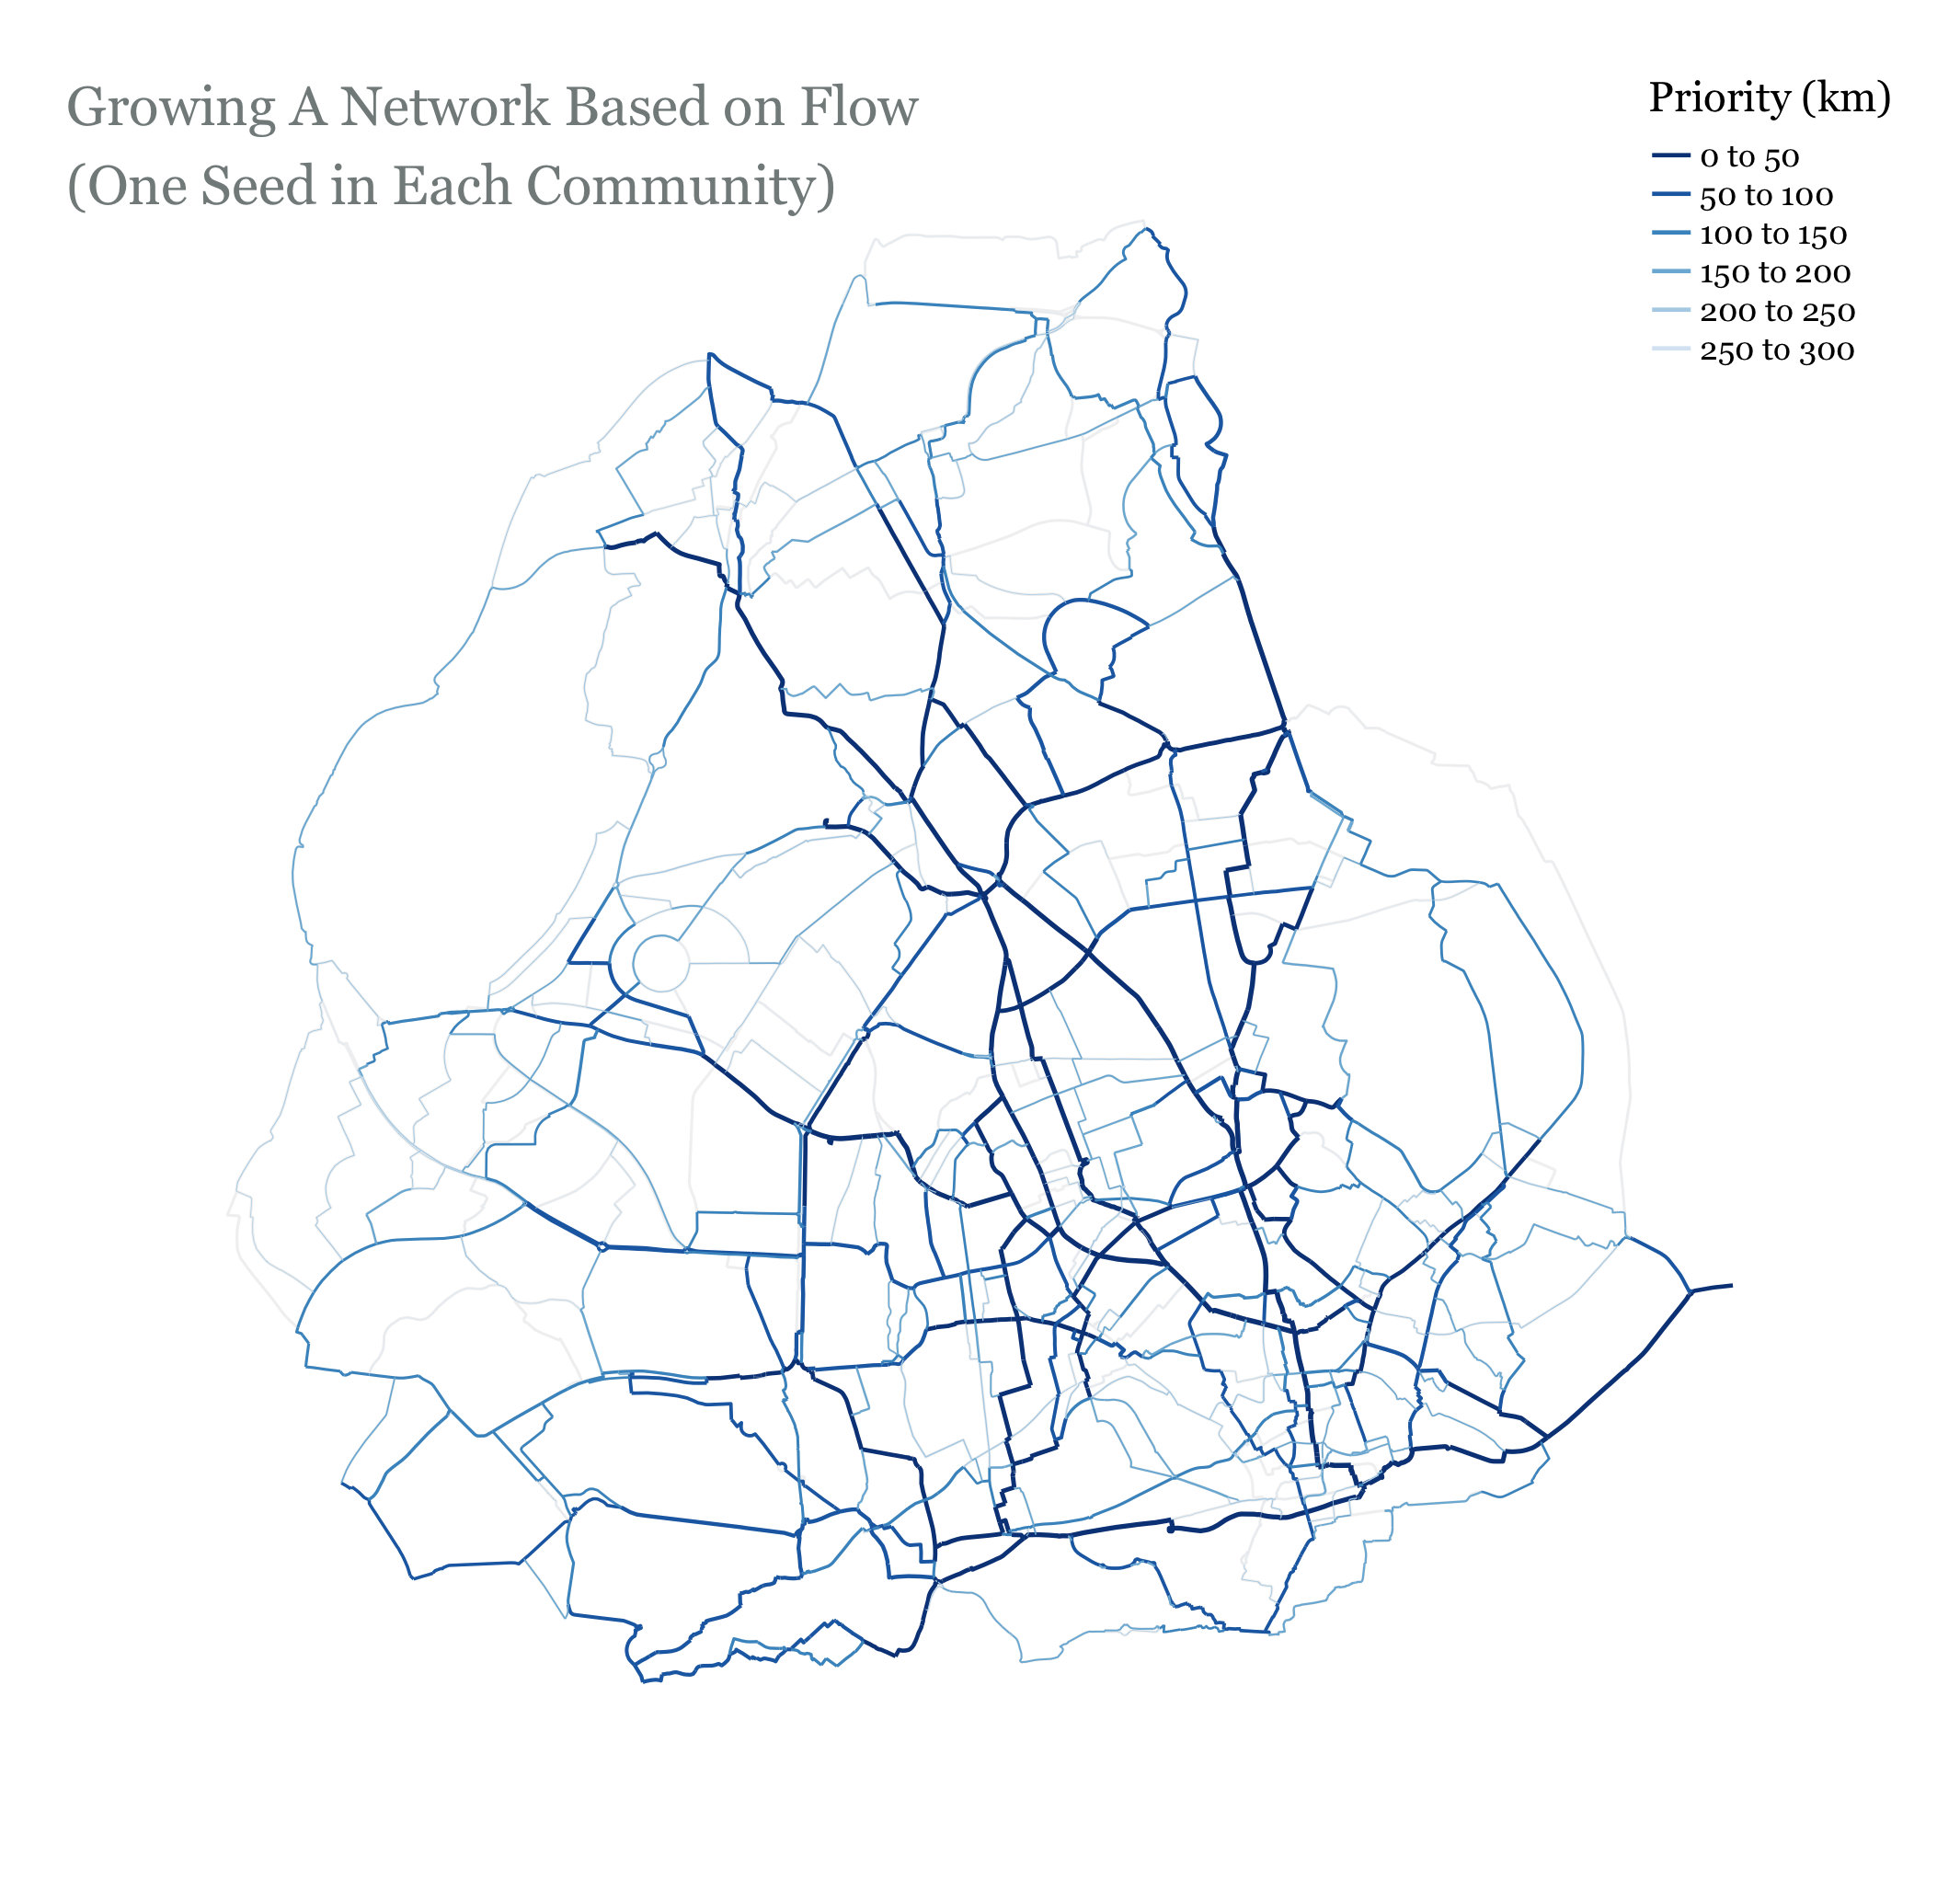 Growing A Network Based on Flow
(One Seed in Each Community)
Priority (km)
0 to 50
50 to 100
100 to 150
150 to 200
200 to 250
250 to 300